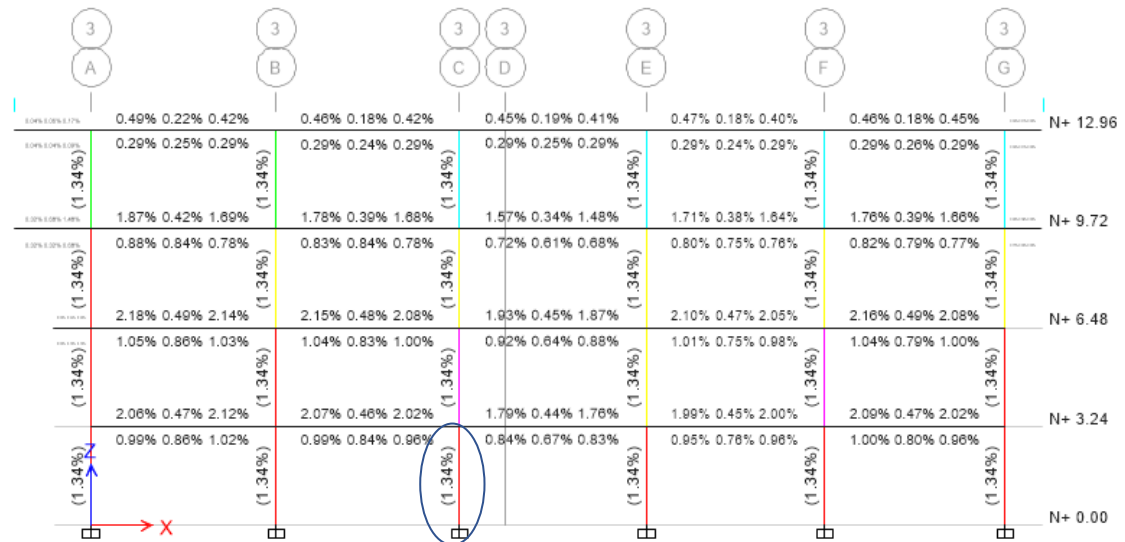 3 3 3 3 3 3 3
A B C D E F G
0.49% 0.22% 0.42% 0.46% 0.18% 0.42% 0.45% 0.19% 0.41% 0.47% 0.18% 0.40% 0.46% 0.18% 0.45%
N+ 12.96
0.29% 0.25% 0.29% 0.29% 0.24% 0.29% 0.29% 0.25% 0.29% 0.29% 0.24% 0.29% 0.29% 0.26% 0.29%
(1.34%) (1.34%) (1.34%) (1.34%) (1.34%) (1.34%)
1.87% 0.42% 1.69% 1.78% 0.39% 1.68% 1.57% 0.34% 1.48% 1.71% 0.38% 1.64% 1.76% 0.39% 1.66%
N+ 9.72
0.88% 0.84% 0.78% 0.83% 0.84% 0.78% 0.72% 0.61% 0.68% 0.80% 0.75% 0.76% 0.82% 0.79% 0.77%
(1.34%) (1.34%) (1.34%) (1.34%) (1.34%) (1.34%)
2.18% 0.49% 2.14% 2.15% 0.48% 2.08% 1.93% 0.45% 1.87% 2.10% 0.47% 2.05% 2.16% 0.49% 2.08%
N+ 6.48
1.05% 0.86% 1.03% 1.04% 0.83% 1.00% 0.92% 0.64% 0.88% 1.01% 0.75% 0.98% 1.04% 0.79% 1.00%
(1.34%) (1.34%) (1.34%) (1.34%) (1.34%) (1.34%)
2.06% 0.47% 2.12% 2.07% 0.46% 2.02% 1.79% 0.44% 1.76% 1.99% 0.45% 2.00% 2.09% 0.47% 2.02%
N+ 3.24
0.99% 0.86% 1.02% 0.99% 0.84% 0.96% 0.84% 0.67% 0.83% 0.95% 0.76% 0.96% 1.00% 0.80% 0.96%
(1.34%) (1.34%) (1.34%) (1.34%) (1.34%) (1.34%)
Z
X
N+ 0.00